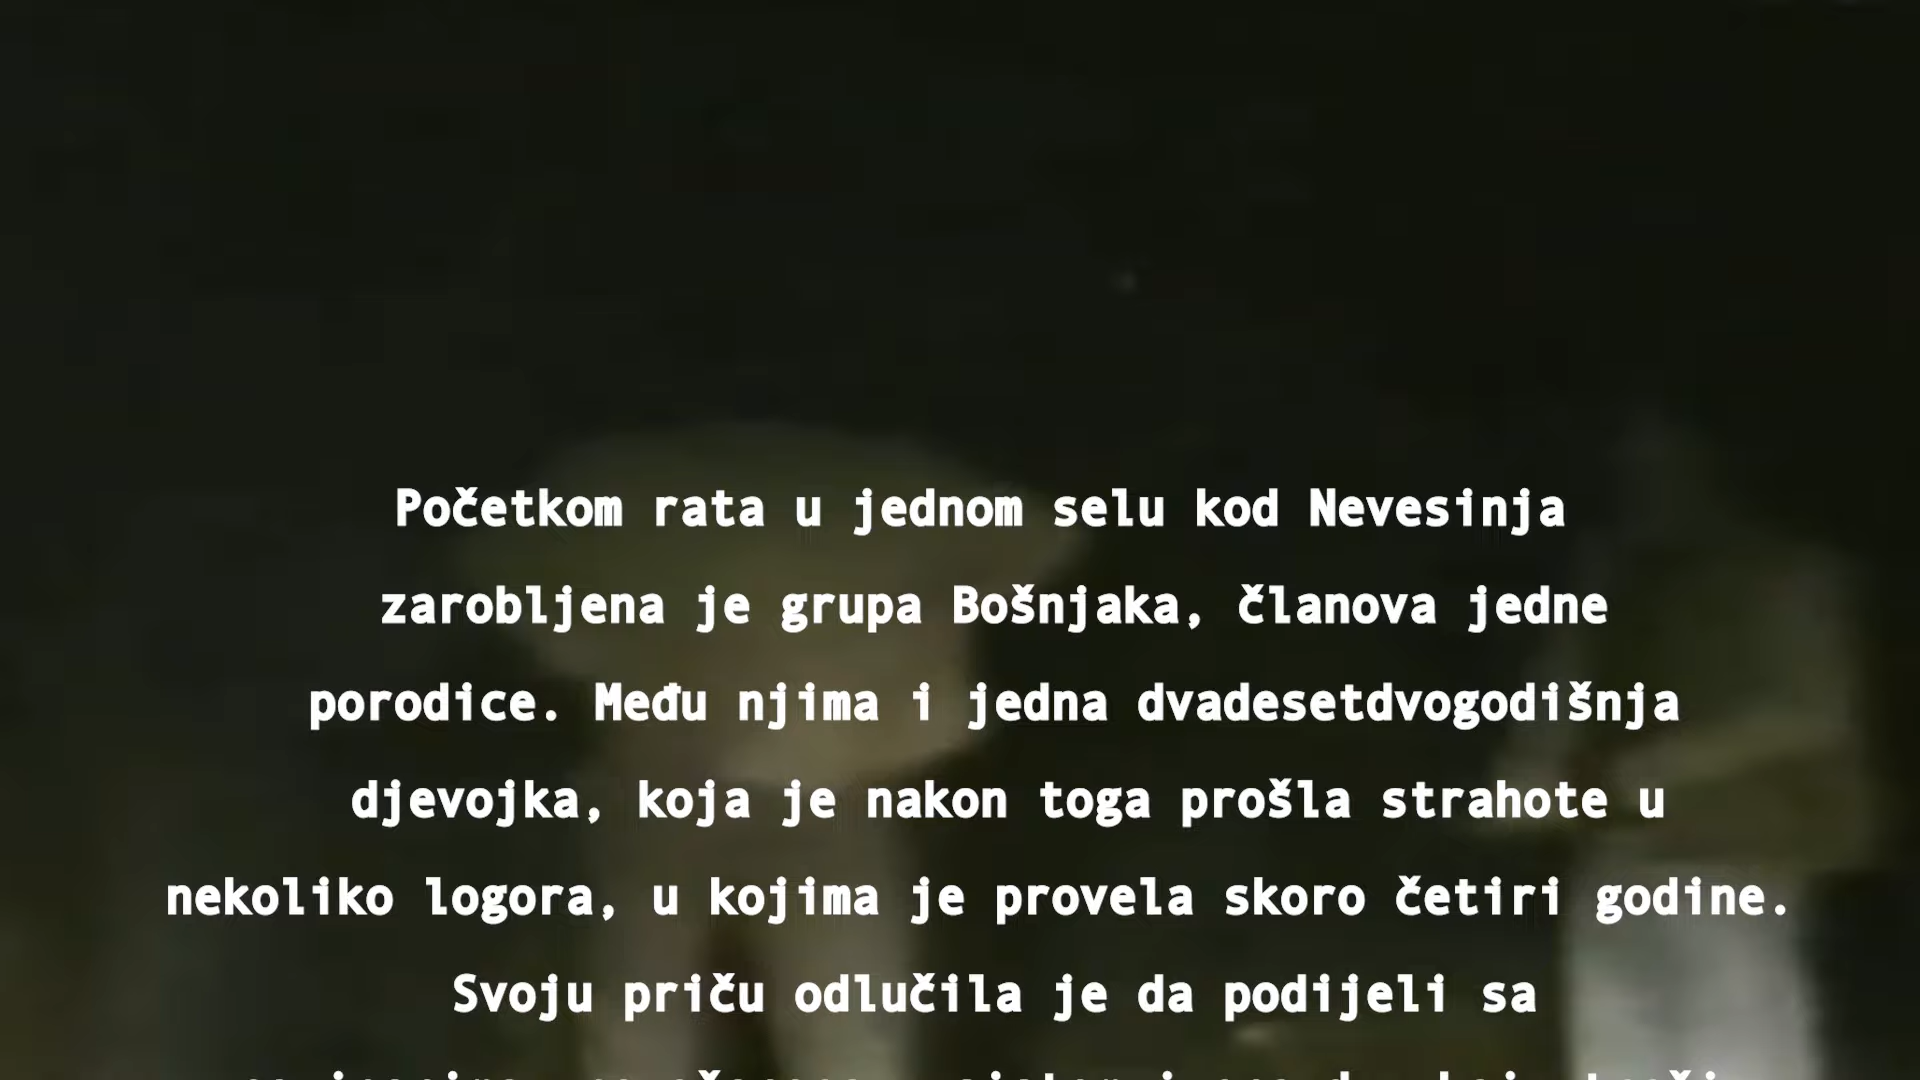 Početkom rata u jednom selu kod Nevesinja
zarobljena je grupa Bošnjaka, članova jedne
porodice. Među njima i jedna dvadesetdvogodišnja
djevojka, koja je nakon toga prošla strahote u
nekoliko logora, u kojima je provela skoro četiri godine.
Svoju priču odlučila je da podijeli sa